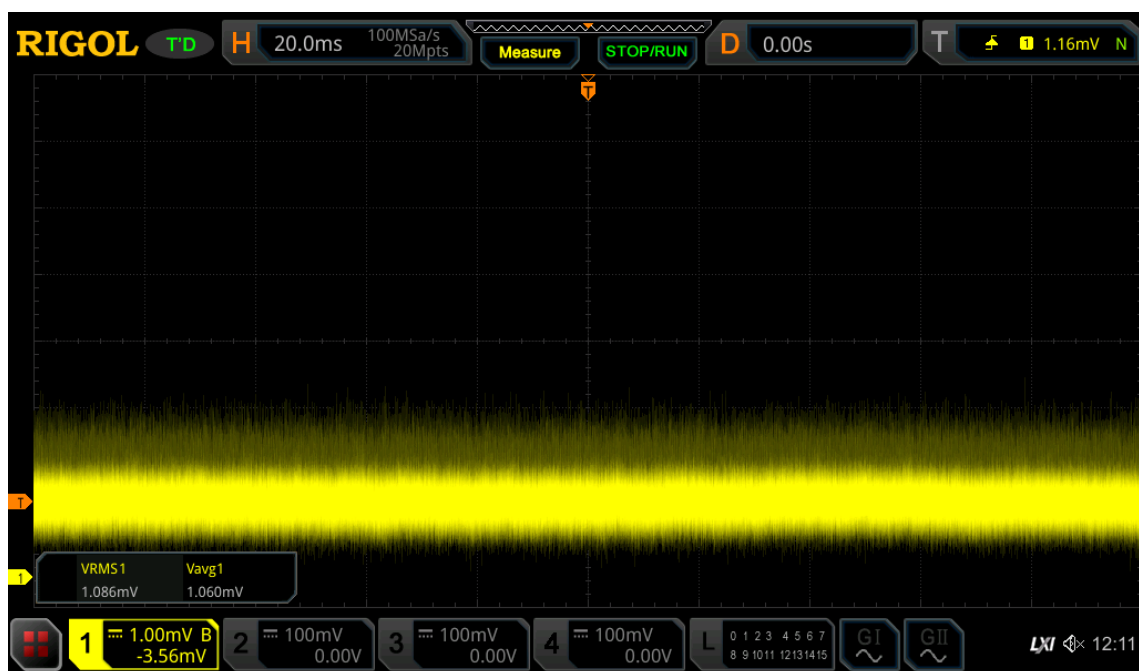 RIGOL T'D H 20.0ms 100MSa/s 20Mpts Measure STOP/RUN D 0.00s T 1 1.16mV N
T
T
1
VRMS1 Vavg1
1.086mV 1.060mV
1 1.00mV B -3.56mV
2 100mV 0.00V
3 100mV 0.00V
4 100mV 0.00V
L 0 1 2 3 4 5 6 7
8 9 10 11 12 13 14 15
GI
GII
LXI 12:11